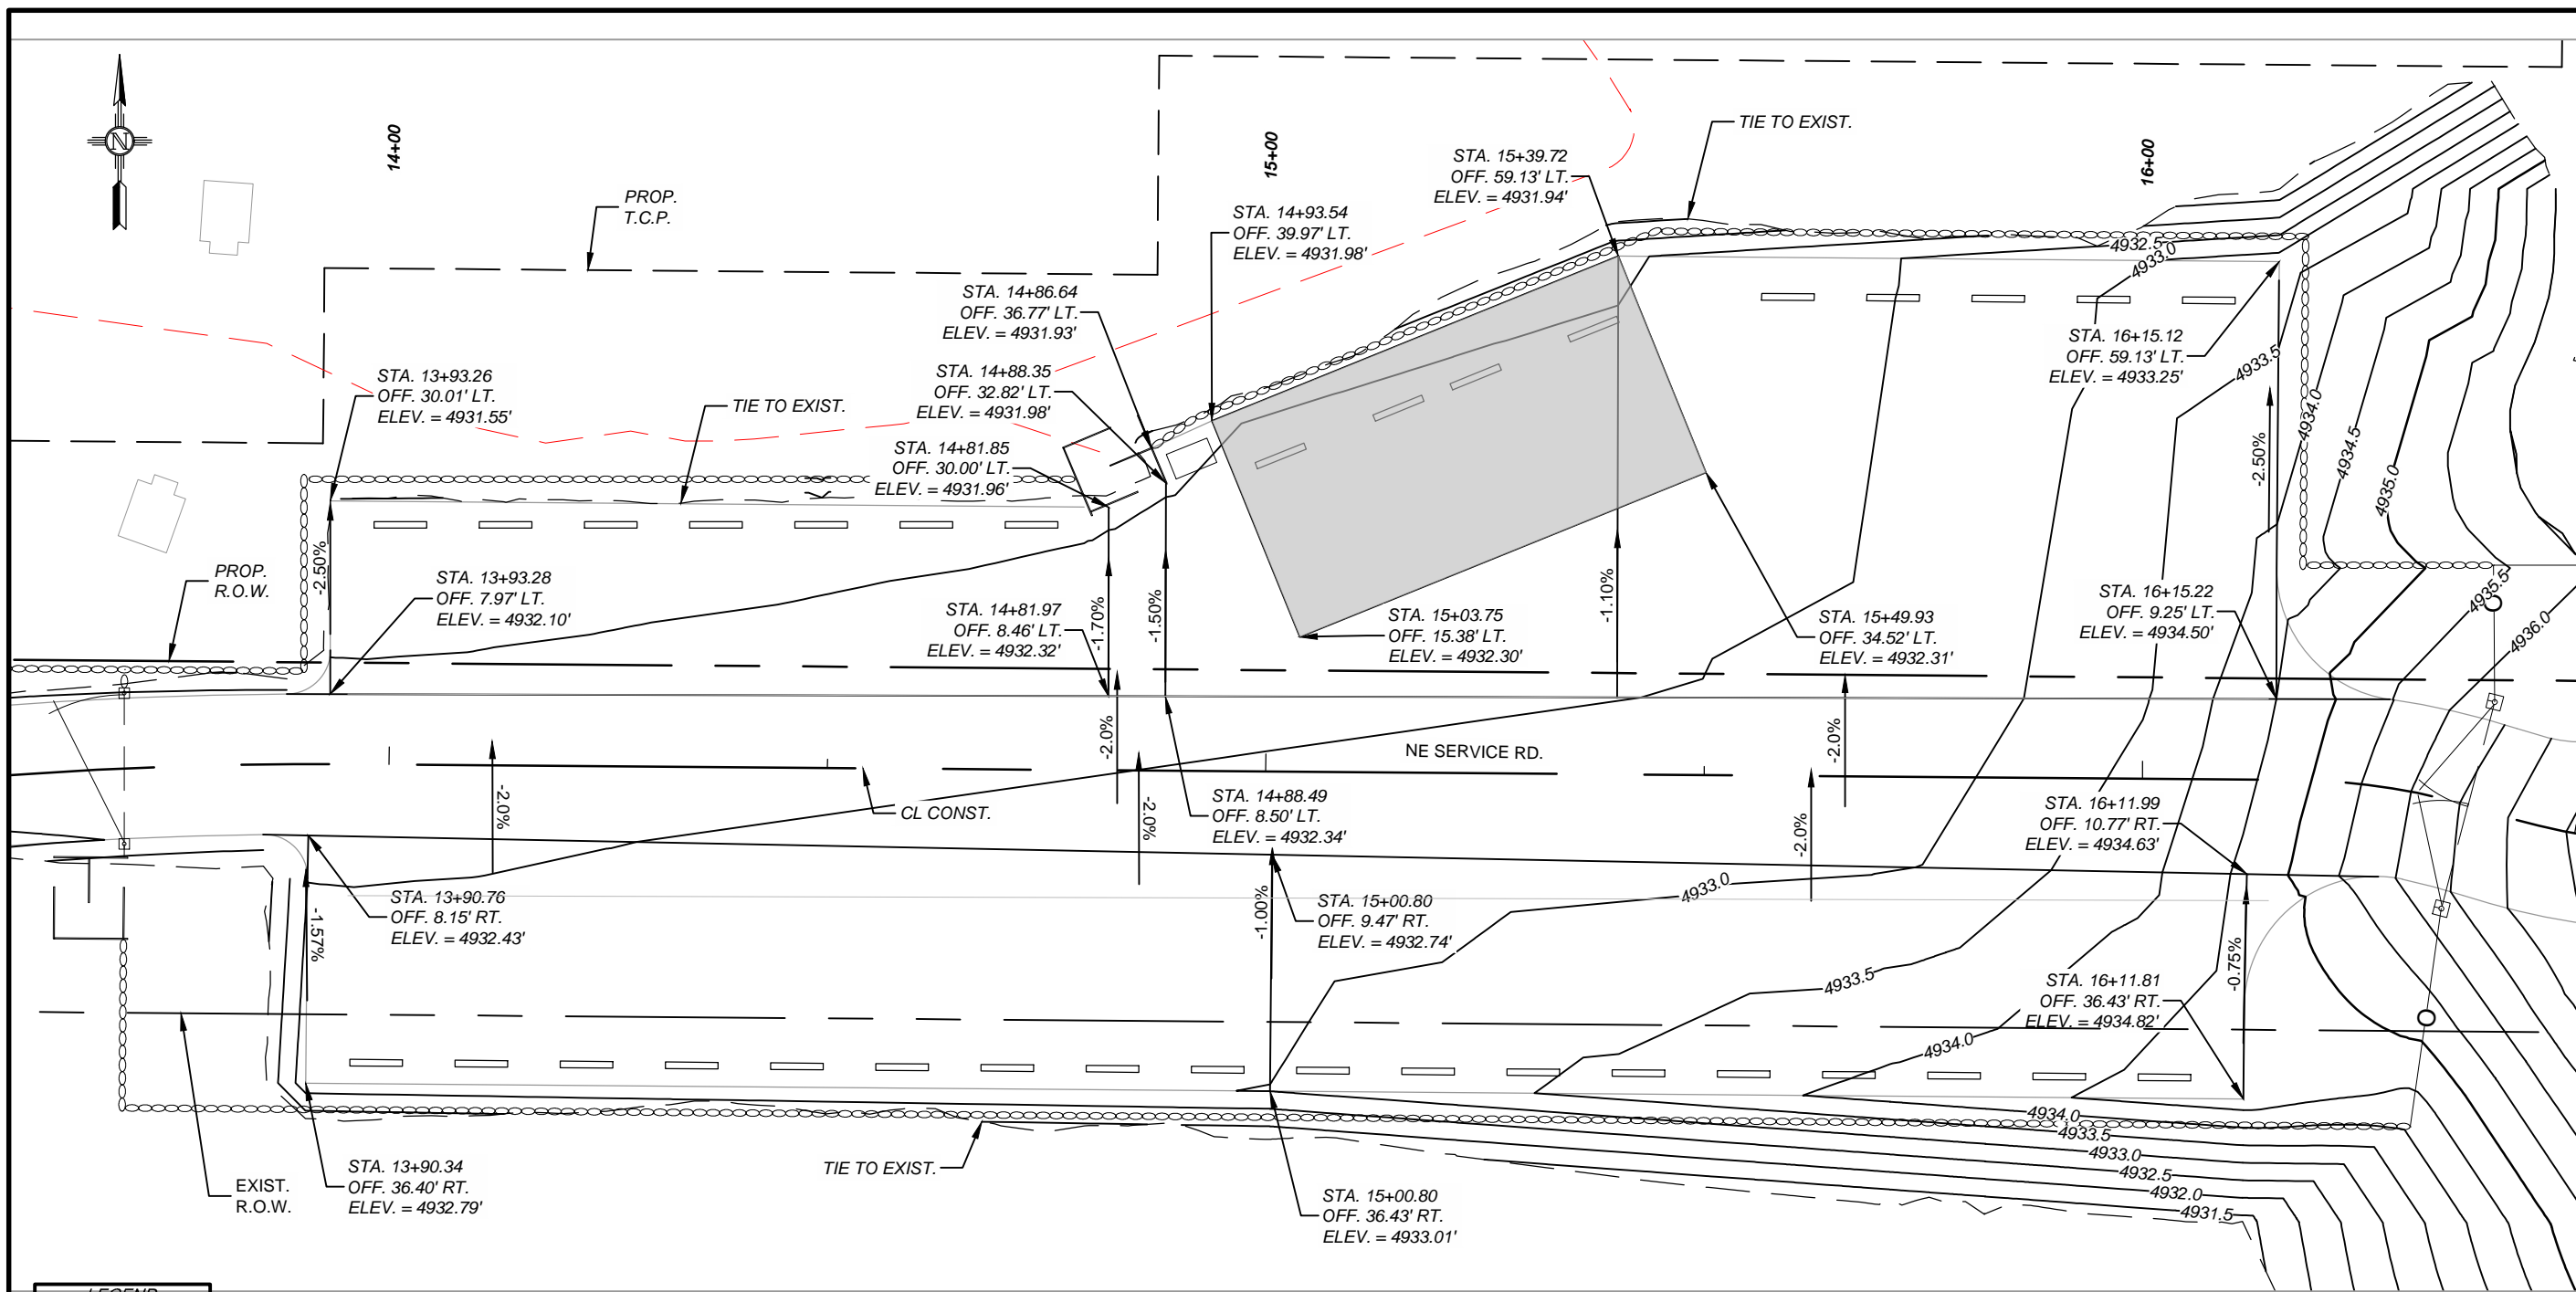 N
14+00
15+00
16+00
PROP.
T.C.P.
TIE TO EXIST.
STA. 15+39.72
OFF. 59.13' LT.
ELEV. = 4931.94'
STA. 14+93.54
OFF. 39.97' LT.
ELEV. = 4931.98'
STA. 14+86.64
OFF. 36.77' LT.
ELEV. = 4931.93'
STA. 14+88.35
OFF. 32.82' LT.
ELEV. = 4931.98'
STA. 14+81.85
OFF. 30.00' LT.
ELEV. = 4931.96'
STA. 13+93.26
OFF. 30.01' LT.
ELEV. = 4931.55'
TIE TO EXIST.
4932.5
4933.0
STA. 16+15.12
OFF. 59.13' LT.
ELEV. = 4933.25'
4933.5
4934.0
4934.5
4935.0
4935.5
4936.0
-2.50%
-2.50%
PROP.
R.O.W.
STA. 13+93.28
OFF. 7.97' LT.
ELEV. = 4932.10'
STA. 14+81.97
OFF. 8.46' LT.
ELEV. = 4932.32'
-1.70%
-1.50%
-1.10%
STA. 15+03.75
OFF. 15.38' LT.
ELEV. = 4932.30'
STA. 15+49.93
OFF. 34.52' LT.
ELEV. = 4932.31'
STA. 16+15.22
OFF. 9.25' LT.
ELEV. = 4934.50'
-2.0%
-2.0%
-2.0%
-2.0%
-2.0%
NE SERVICE RD.
CL CONST.
STA. 14+88.49
OFF. 8.50' LT.
ELEV. = 4932.34'
STA. 16+11.99
OFF. 10.77' RT.
ELEV. = 4934.63'
STA. 13+90.76
OFF. 8.15' RT.
ELEV. = 4932.43'
-1.57%
-1.00%
STA. 15+00.80
OFF. 9.47' RT.
ELEV. = 4932.74'
4933.0
4933.5
4934.0
-0.75%
STA. 16+11.81
OFF. 36.43' RT.
ELEV. = 4934.82'
EXIST.
R.O.W.
STA. 13+90.34
OFF. 36.40' RT.
ELEV. = 4932.79'
TIE TO EXIST.
STA. 15+00.80
OFF. 36.43' RT.
ELEV. = 4933.01'
4934.0
4933.5
4933.0
4932.5
4932.0
4931.5
LEGEND